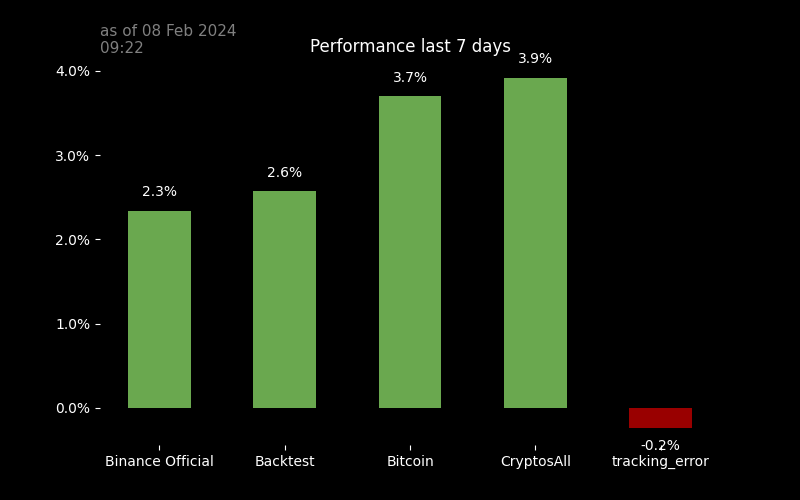 as of 08 Feb 2024
09:22
Performance last 7 days
4.0%
3.0%
2.0%
1.0%
0.0%
2.3%
2.6%
3.7%
3.9%
-0.2%
Binance Official
Backtest
Bitcoin
CryptosAll
tracking_error